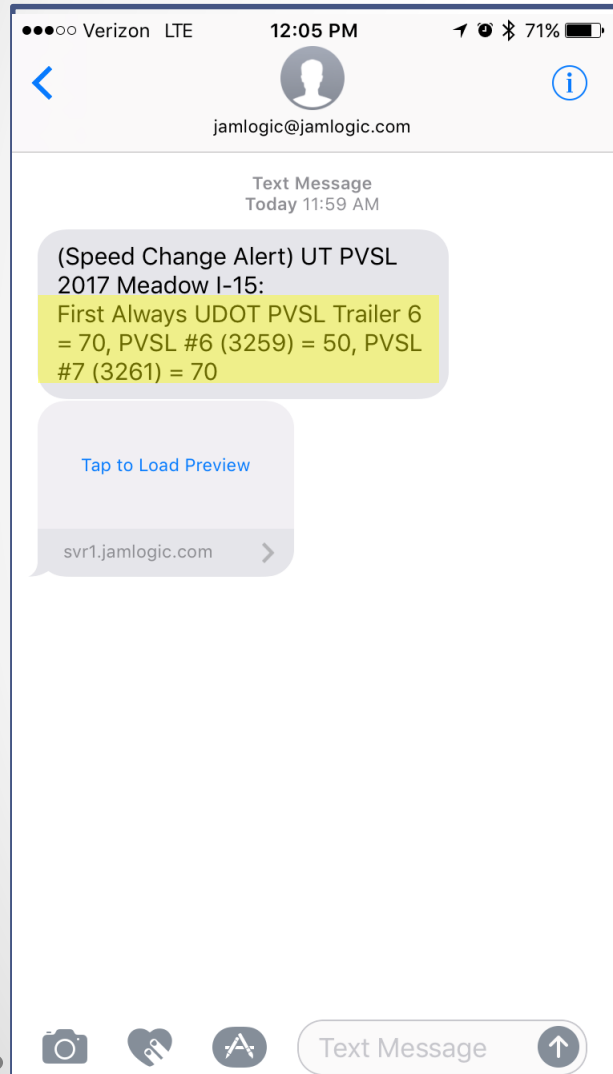 Verizon LTE 12:05 PM 71%
jamlogic@jamlogic.com
Text Message
Today 11:59 AM
(Speed Change Alert) UT PVSL
2017 Meadow I-15:
First Always UDOT PVSL Trailer 6
= 70, PVSL #6 (3259) = 50, PVSL
#7 (3261) = 70
Tap to Load Preview
svr1.jamlogic.com
Text Message